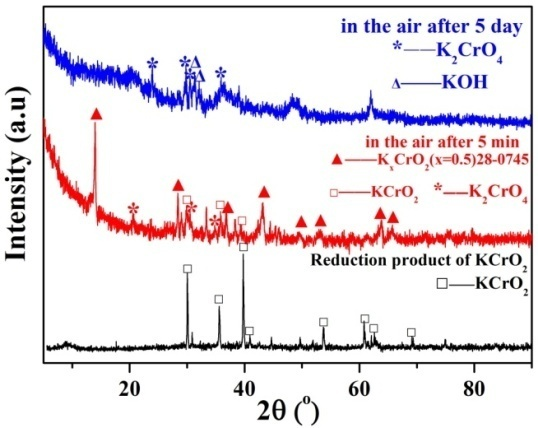 in the air after 5 day
*——K₂CrO₄
Δ——KOH
in the air after 5 min
▲——KₓCrO₂(x=0.5)28-0745
□——KCrO₂ *——K₂CrO₄
Reduction product of KCrO₂
□——KCrO₂
Intensity (a.u)
20 40 60 80
2θ (°)